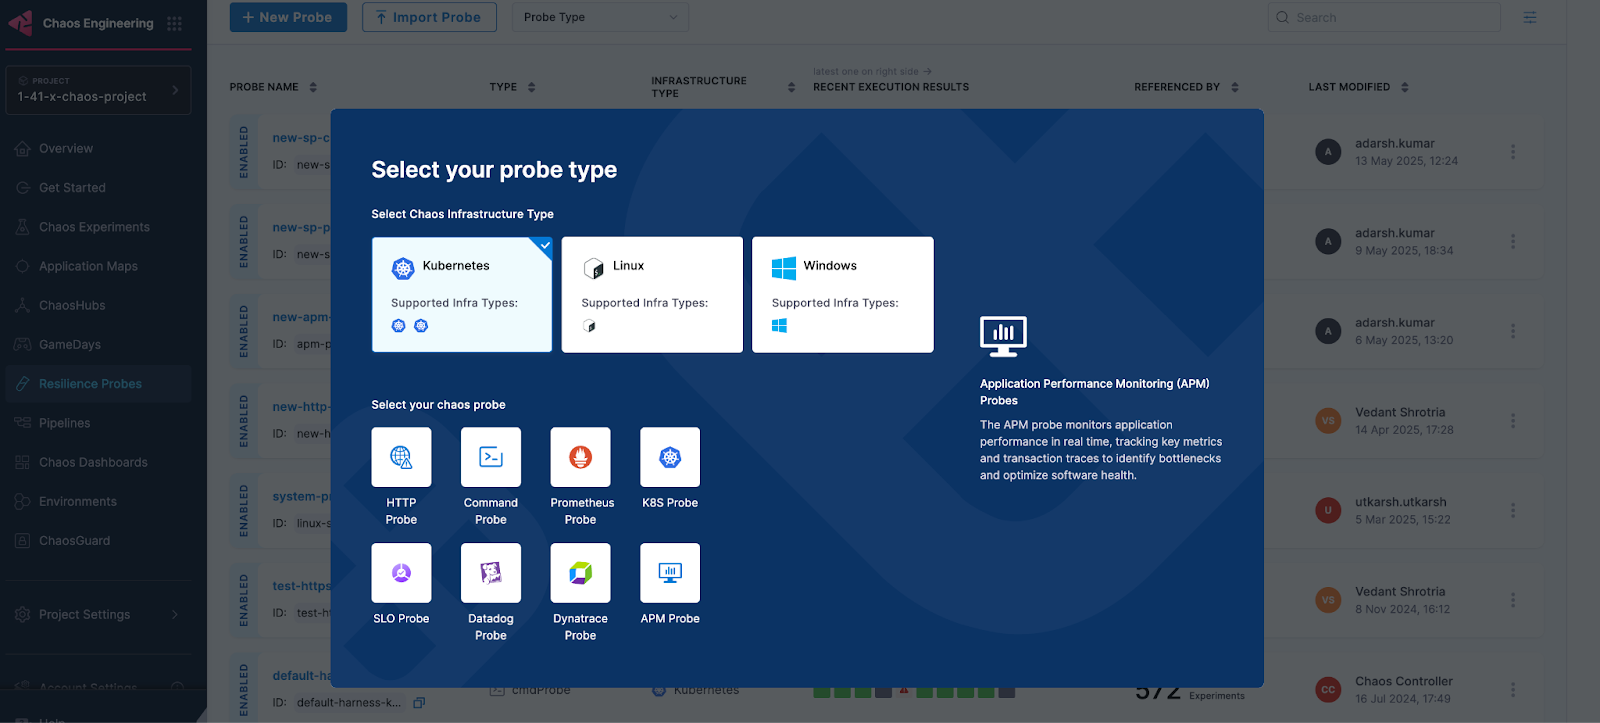 Chaos Engineering
+ New Probe
Import Probe
Probe Type
Search
PROJECT
1-41-x-chaos-project
latest one on right side →
PROBE NAME
TYPE
INFRASTRUCTURE
TYPE
RECENT EXECUTION RESULTS
REFERENCED BY
LAST MODIFIED
Overview
Get Started
Chaos Experiments
Application Maps
ChaosHubs
GameDays
Resilience Probes
Pipelines
Chaos Dashboards
Environments
ChaosGuard
Project Settings
Account Settings
Help
ENABLED
new-sp-c
ID: new-s
ENABLED
new-sp-p
ID: new-s
ENABLED
new-apm-
ID: apm-p
ENABLED
new-http-
ID: new-h
ENABLED
system-pr
ID: linux-s
ENABLED
test-https
ID: test-ht
ENABLED
default-ha
ID: default-harness-k...
cmdProbe
Kubernetes
572
Experiments
Select your probe type
Select Chaos Infrastructure Type
Kubernetes
Supported Infra Types:
Linux
Supported Infra Types:
Windows
Supported Infra Types:
Select your chaos probe
HTTP
Probe
Command
Probe
Prometheus
Probe
K8S Probe
SLO Probe
Datadog
Probe
Dynatrace
Probe
APM Probe
Application Performance Monitoring (APM)
Probes
The APM probe monitors application
performance in real time, tracking key metrics
and transaction traces to identify bottlenecks
and optimize software health.
A
adarsh.kumar
13 May 2025, 12:24
A
adarsh.kumar
9 May 2025, 18:34
A
adarsh.kumar
6 May 2025, 13:20
VS
Vedant Shrotria
14 Apr 2025, 17:28
U
utkarsh.utkarsh
5 Mar 2025, 15:22
VS
Vedant Shrotria
8 Nov 2024, 16:12
CC
Chaos Controller
16 Jul 2024, 17:49